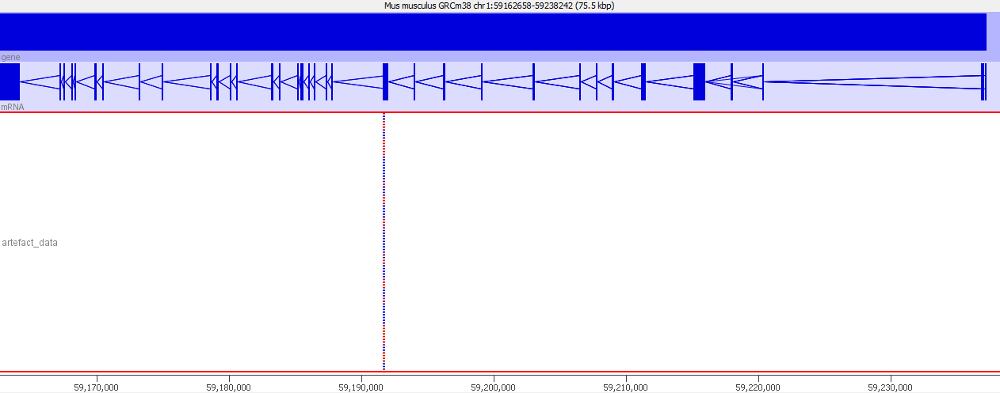 Mus musculus GRCm38 chr1:59162658-59238242 (75.5 kbp)
gene
mRNA
artefact_data
59,170,000 59,180,000 59,190,000 59,200,000 59,210,000 59,220,000 59,230,000